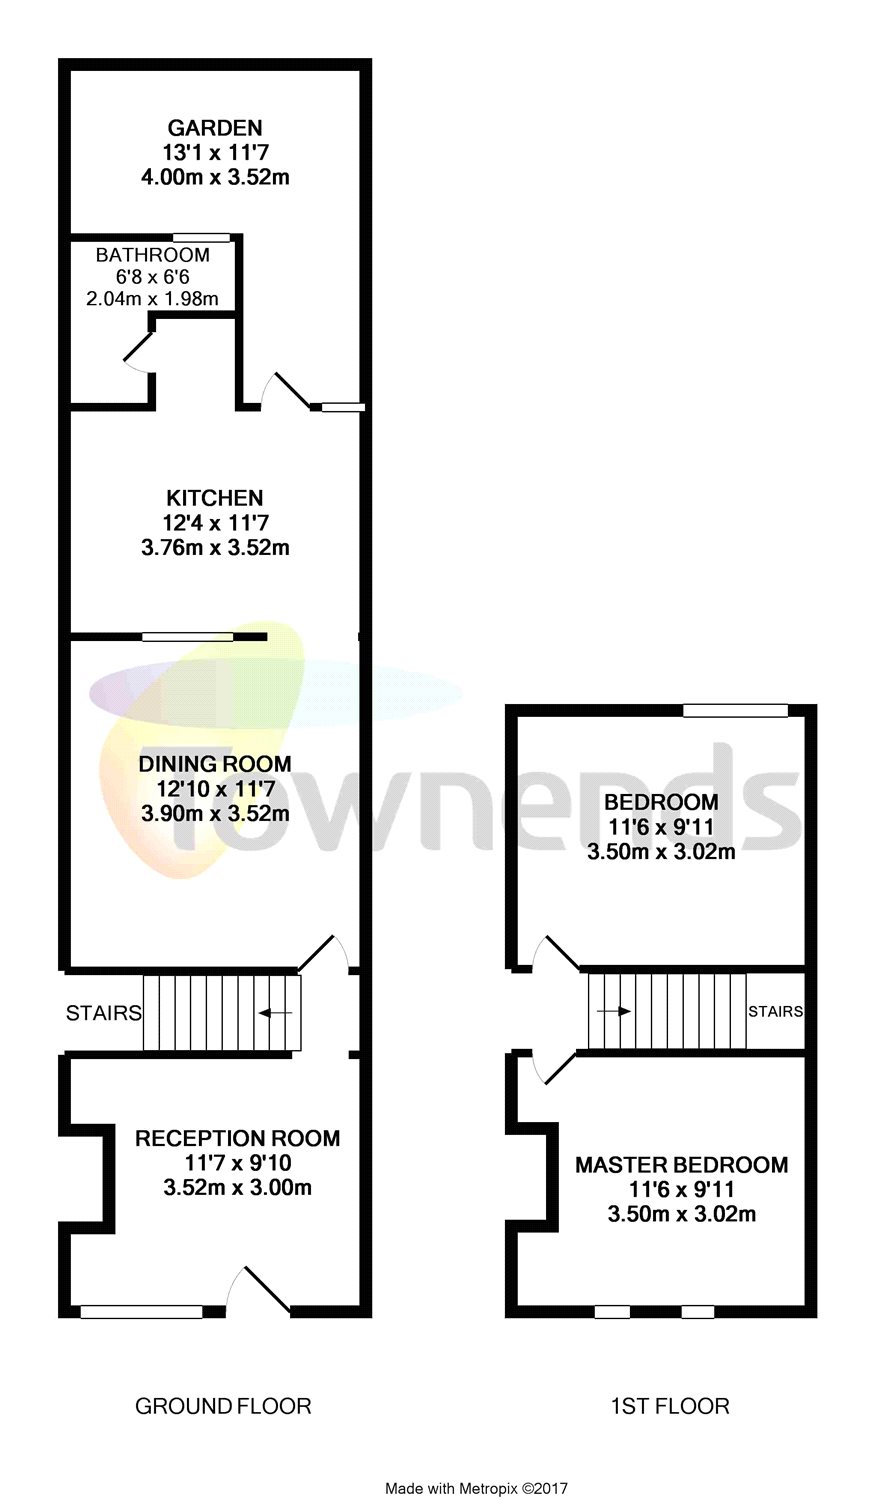 GARDEN
13'1 x 11'7
4.00m x 3.52m
BATHROOM
6'8 x 6'6
2.04m x 1.98m
KITCHEN
12'4 x 11'7
3.76m x 3.52m
DINING ROOM
12'10 x 11'7
3.90m x 3.52m
STAIRS
RECEPTION ROOM
11'7 x 9'10
3.52m x 3.00m
GROUND FLOOR
Townends
BEDROOM
11'6 x 9'11
3.50m x 3.02m
STAIRS
MASTER BEDROOM
11'6 x 9'11
3.50m x 3.02m
1ST FLOOR
Made with Metropix ©2017